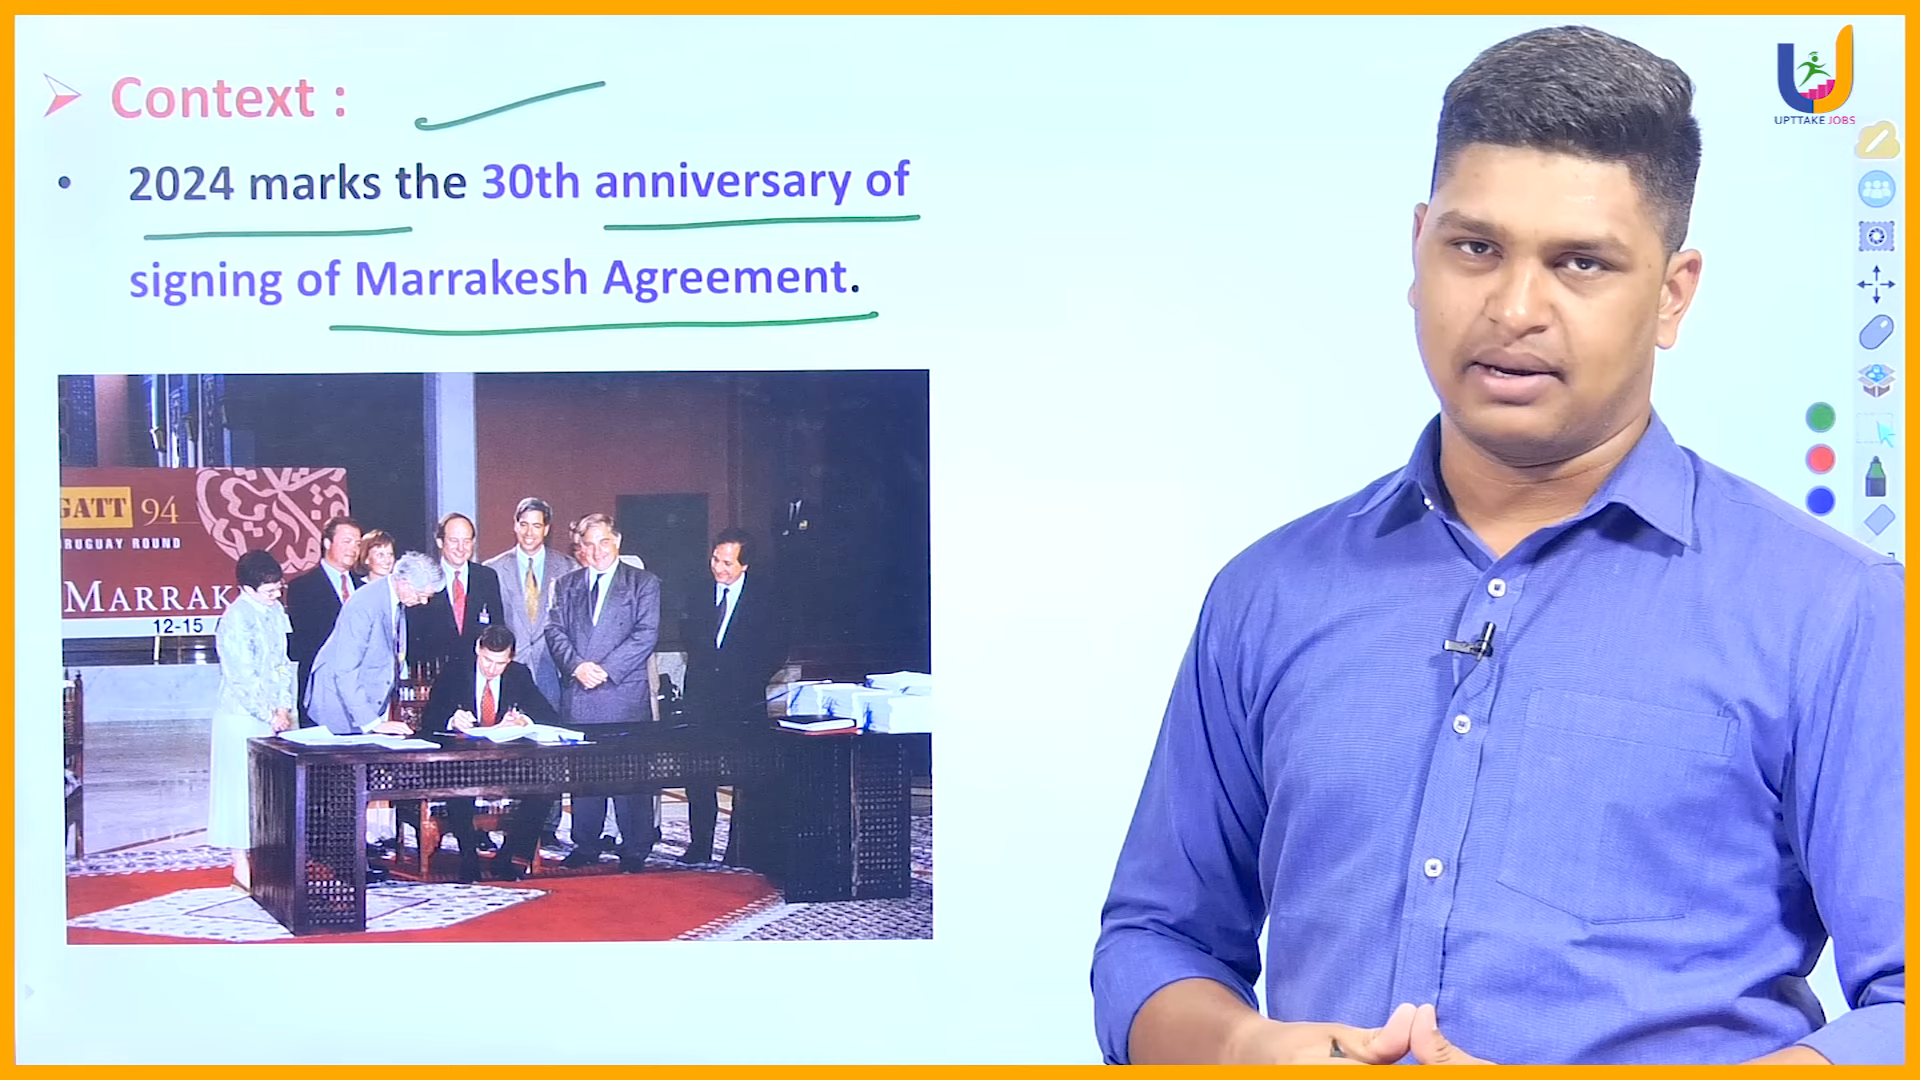 Context :
• 2024 marks the 30th anniversary of
signing of Marrakesh Agreement.
GATT 94
URUGUAY ROUND
MARRAK
12-15
UPTTAKE JOBS